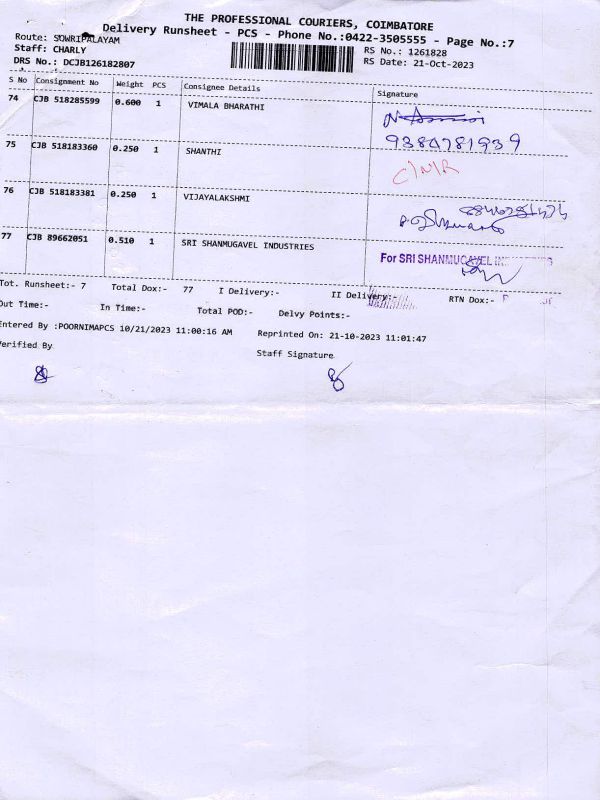 THE PROFESSIONAL COURIERS, COIMBATORE
Delivery Runsheet - PCS - Phone No.:0422-3505555 - Page No.:7
Route: SOWRIPALAYAM
RS No.: 1261828
Staff: CHARLY
RS Date: 21-Oct-2023
DRS No.: DCJB126182807
S No Consignment No Weight PCS Consignee Details Signature
74 CJB 518285599 0.600 1 VIMALA BHARATHI
9384781939
75 CJB 518183360 0.250 1 SHANTHI
C/N/R
76 CJB 518183381 0.250 1 VIJAYALAKSHMI
77 CJB 89662051 0.510 1 SRI SHANMUGAVEL INDUSTRIES
For SRI SHANMUGAVEL
Tot. Runsheet:- 7 Total Dox:- 77 I Delivery:- II Delivery:- RTN Dox:-
Out Time:- In Time:- Total POD:- Delvy Points:-
Entered By :POORNIMAPCS 10/21/2023 11:00:16 AM Reprinted On: 21-10-2023 11:01:47
Verified By Staff Signature